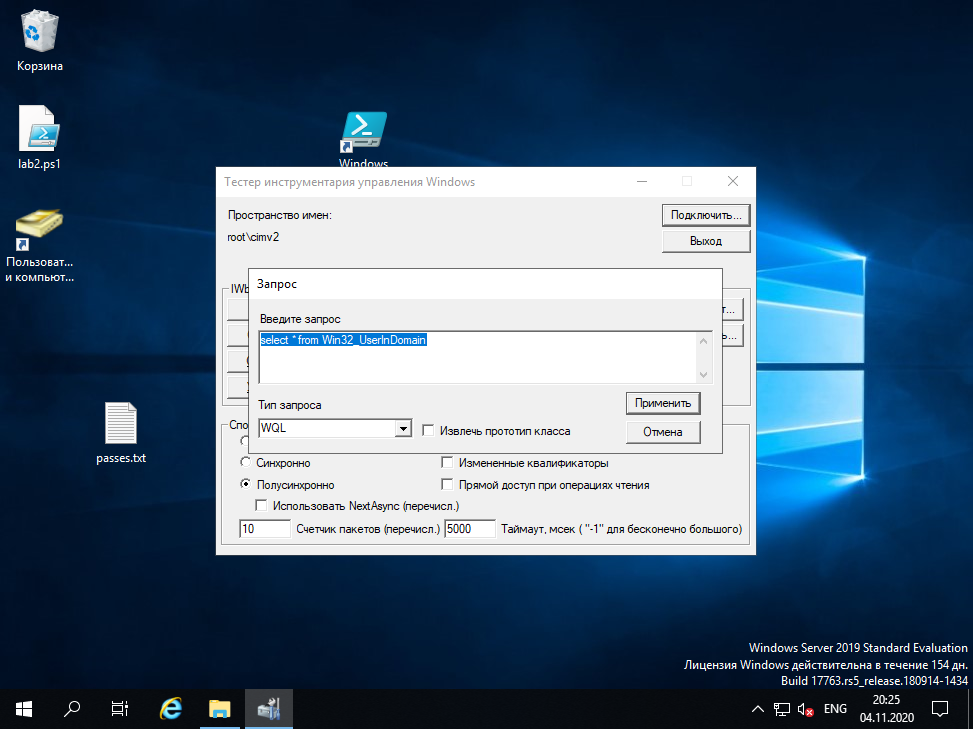 Корзина
lab2.ps1
Windows
Пользоват...
и компьют...
passes.txt
Тестер инструментария управления Windows
Пространство имен:
root\cimv2
Подключить...
Выход
Запрос
Введите запрос
select * from Win32_UserInDomain
Тип запроса
WQL
Извлечь прототип класса
Применить
Отмена
Синхронно
Измененные квалификаторы
Полусинхронно
Прямой доступ при операциях чтения
Использовать NextAsync (перечисл.)
10
Счетчик пакетов (перечисл.)
5000
Таймаут, мсек ( "-1" для бесконечно большого)
Windows Server 2019 Standard Evaluation
Лицензия Windows действительна в течение 154 дн.
Build 17763.rs5_release.180914-1434
ENG
20:25
04.11.2020